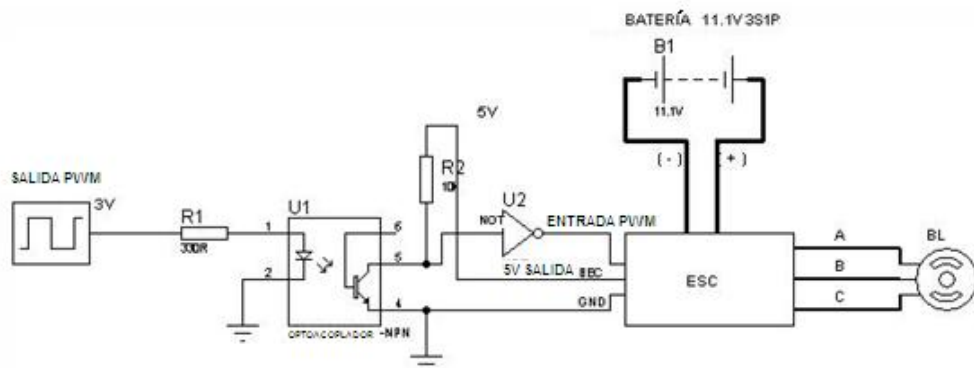 BATERÍA 11.1V 3S1P
B1
11.1V
(-) (+)
5V
R2
10k
SALIDA PWM
3V
R1
330R
U1
1
2
6
5
4
OPTOACOPLADOR -NPN
U2
NOT
ENTRADA PWM
5V SALIDA BEC
GND
ESC
A
B
C
BL